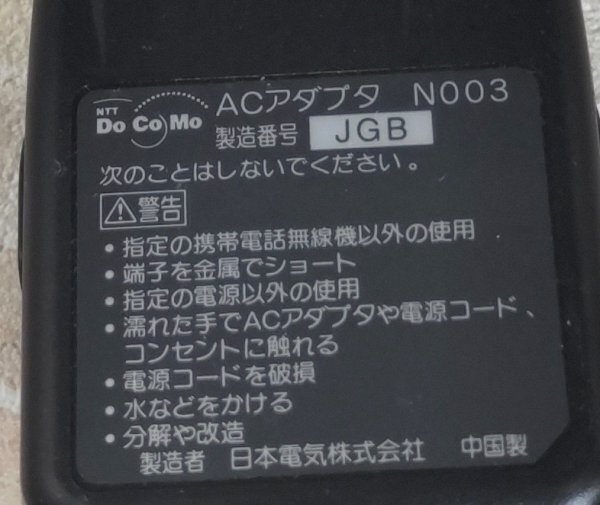 NTT
DoCoMo
ACアダプタ N003
製造番号 JGB
次のことはしないでください。
⚠警告
・指定の携帯電話無線機以外の使用
・端子を金属でショート
・指定の電源以外の使用
・濡れた手でACアダプタや電源コード、
コンセントに触れる
・電源コードを破損
・水などをかける
・分解や改造
製造者 日本電気株式会社 中国製